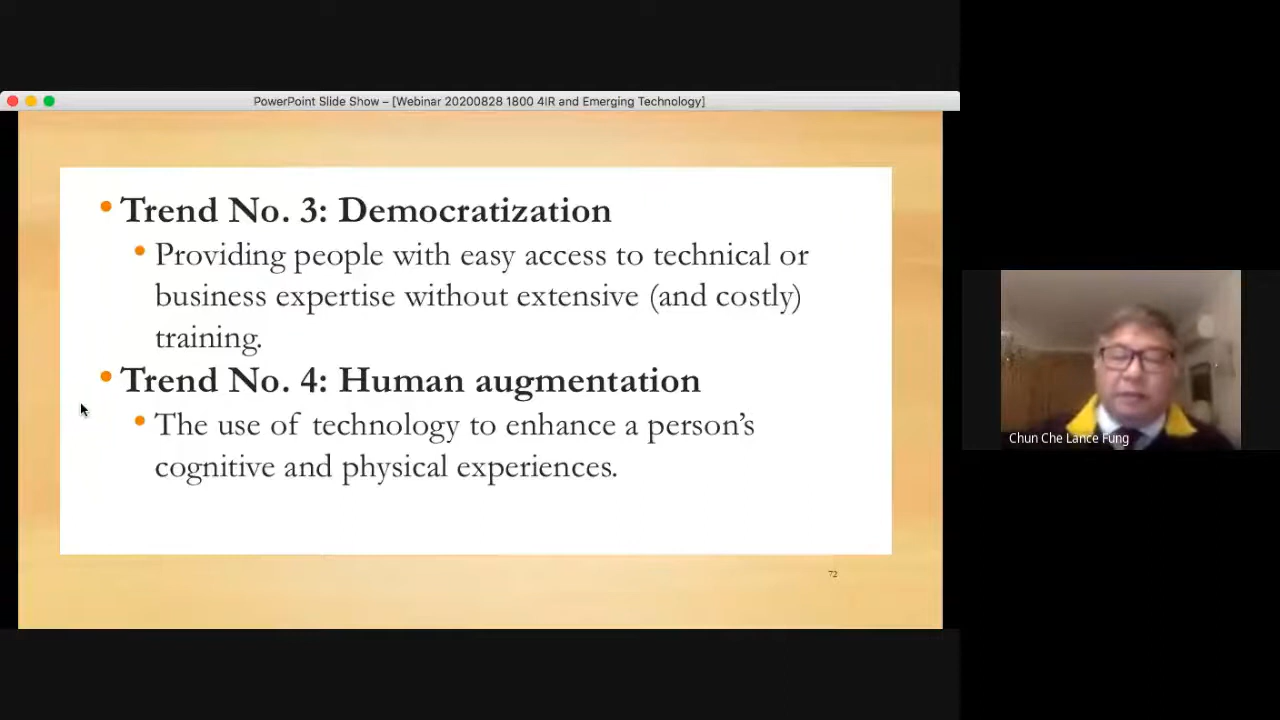 PowerPoint Slide Show – [Webinar 20200828 1800 4IR and Emerging Technology]
• Trend No. 3: Democratization
• Providing people with easy access to technical or
business expertise without extensive (and costly)
training.
• Trend No. 4: Human augmentation
• The use of technology to enhance a person’s
cognitive and physical experiences.
72
Chun Che Lance Fung